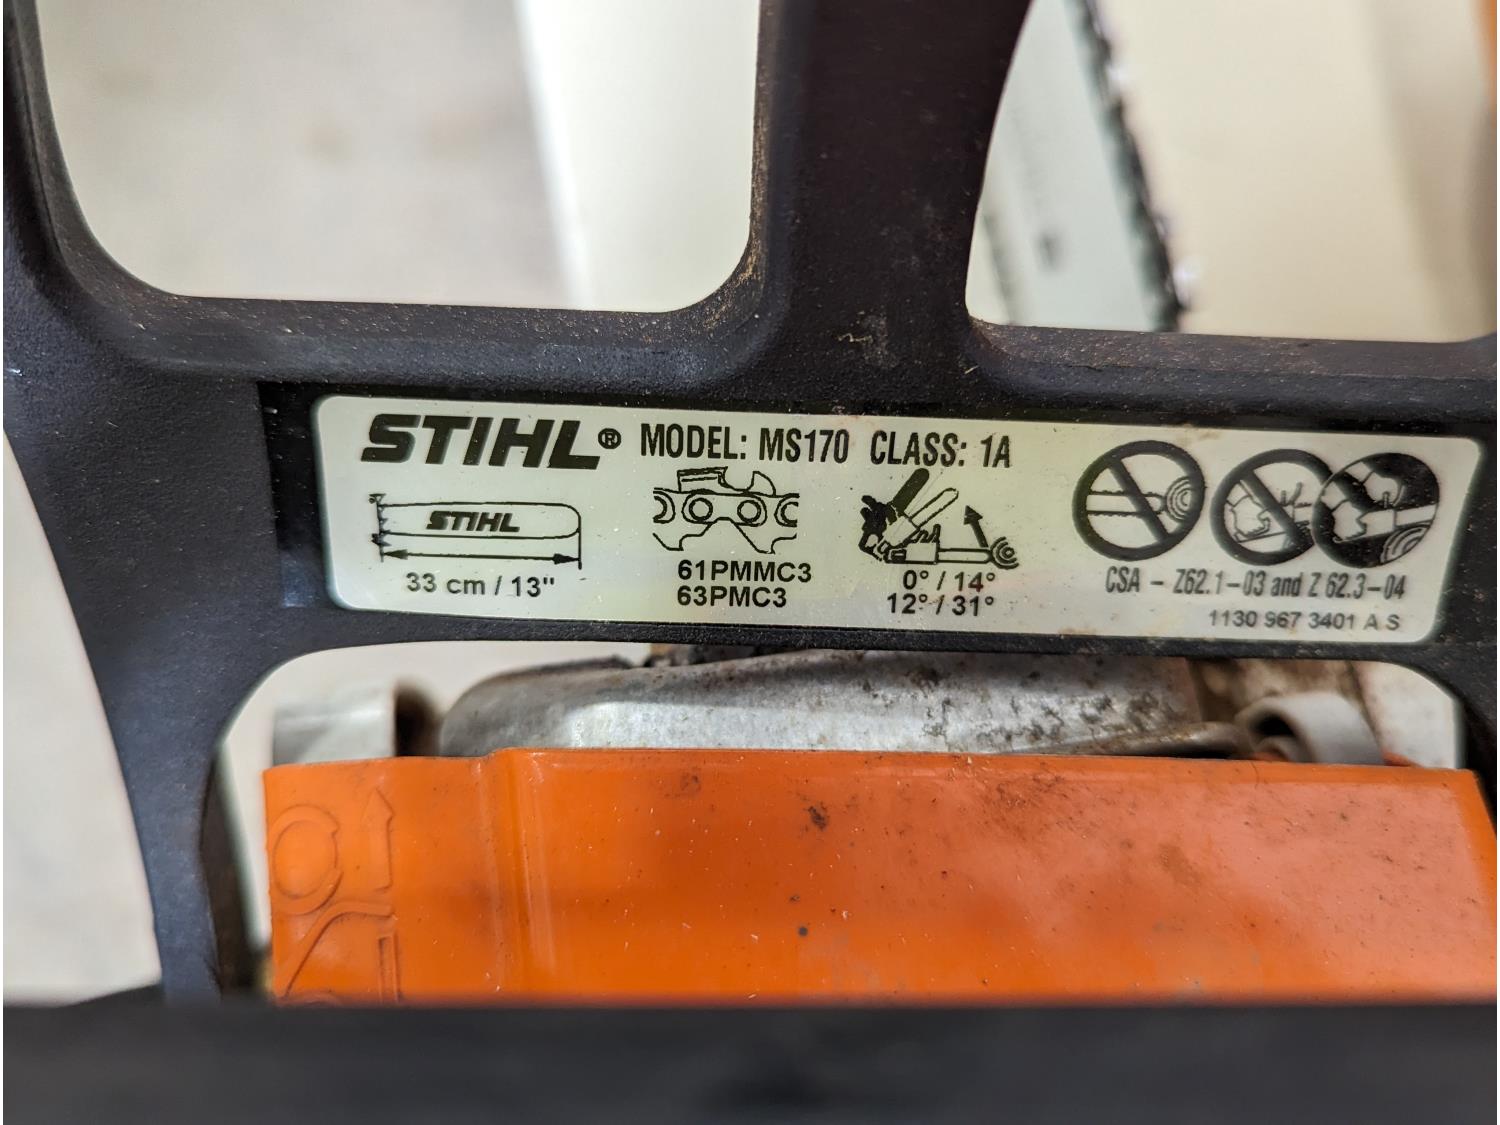 STIHL® MODEL: MS170 CLASS: 1A
STIHL
33 cm / 13"
61PMMC3
63PMC3
0° / 14°
12° / 31°
CSA - Z62.1-03 and Z 62.3-04
1130 967 3401 A S